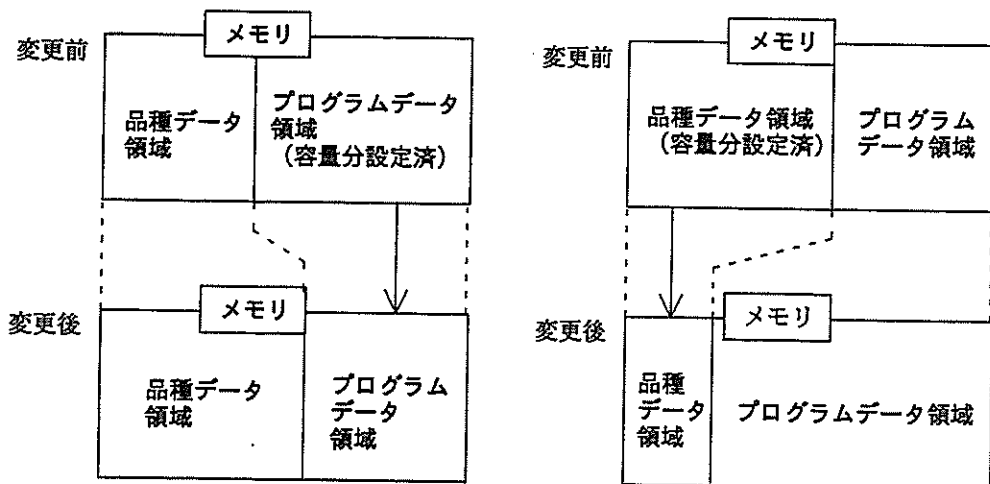 変更前
メモリ
品種データ
領域
プログラムデータ
領域
（容量分設定済）
変更後
メモリ
品種データ
領域
プログラム
データ
領域
変更前
メモリ
品種データ領域
（容量分設定済）
プログラム
データ領域
変更後
メモリ
品種
データ
領域
プログラムデータ領域